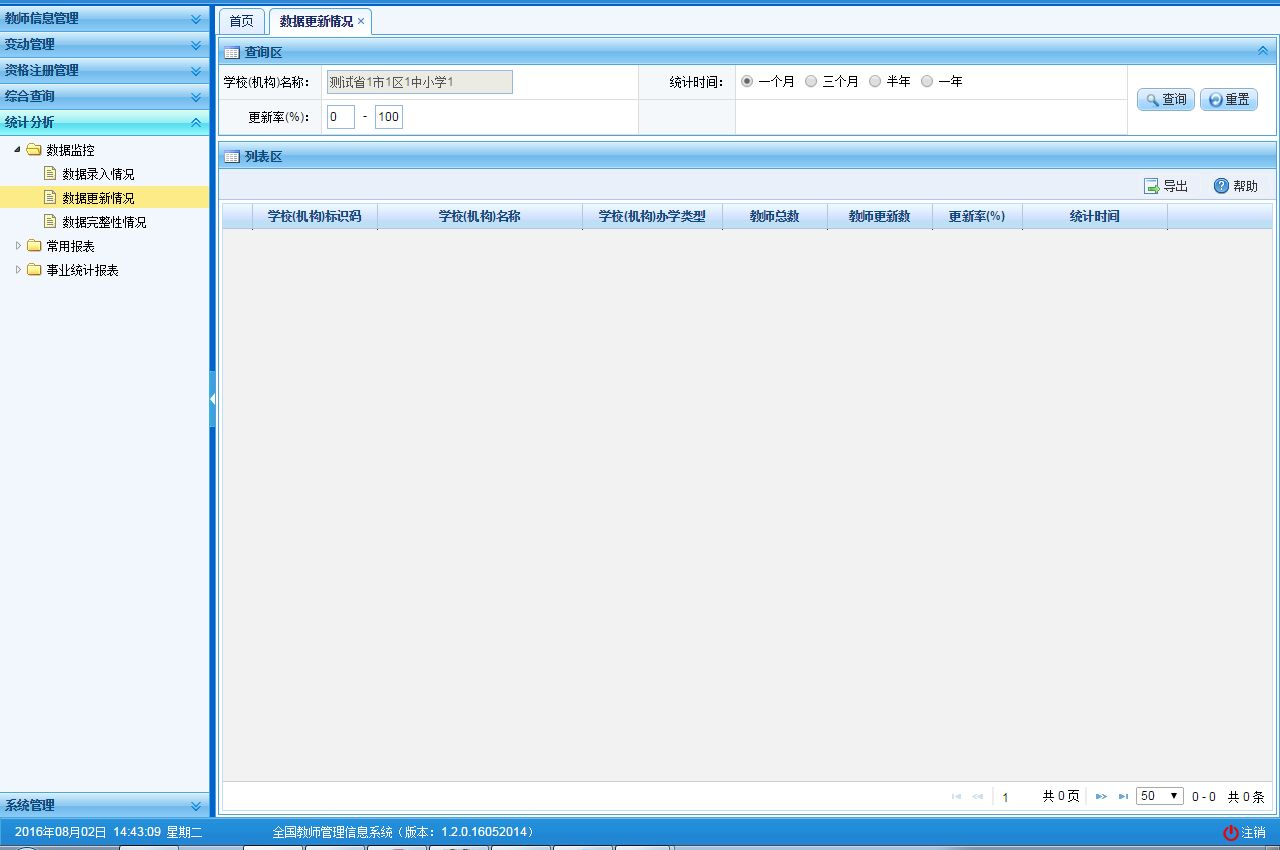 教师信息管理
变动管理
资格注册管理
综合查询
统计分析
数据监控
数据录入情况
数据更新情况
数据完整性情况
常用报表
事业统计报表
系统管理
首页 数据更新情况 ×
查询区
学校(机构)名称： 测试省1市1区1中小学1 统计时间： 一个月 三个月 半年 一年
更新率(%)： 0 - 100
查询 重置
列表区
导出 帮助
学校(机构)标识码 学校(机构)名称 学校(机构)办学类型 教师总数 教师更新数 更新率(%) 统计时间
1 共 0 页 50 0 - 0 共 0 条
2016年08月02日 14:43:09 星期二 全国教师管理信息系统（版本：1.2.0.16052014） 注销